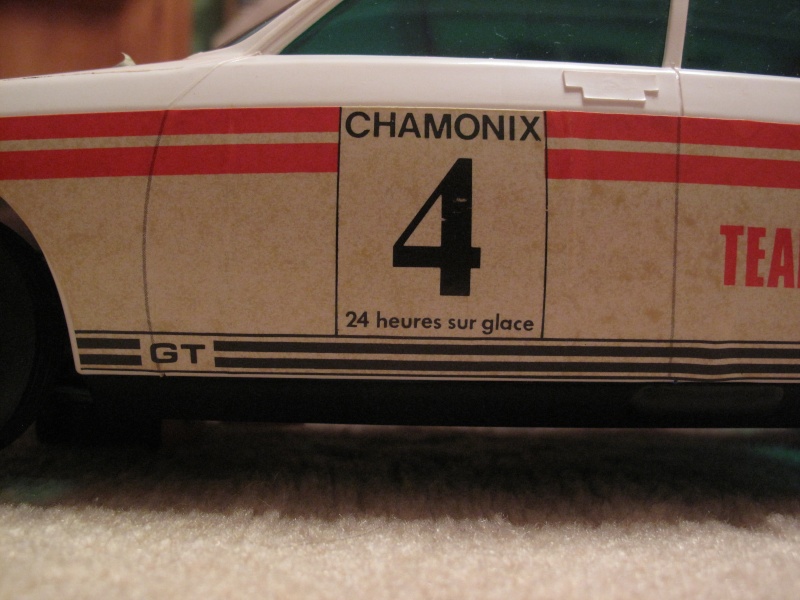 CHAMONIX
4
24 heures sur glace
GT